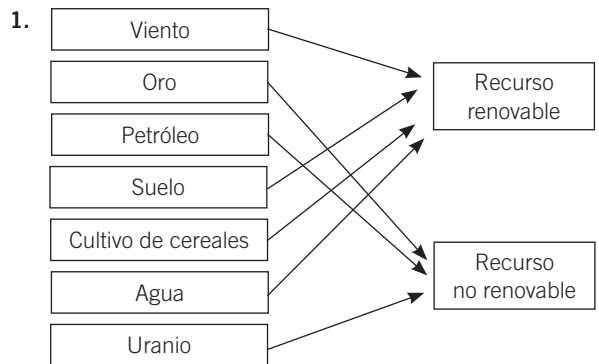 1.
Viento
Oro
Petróleo
Suelo
Cultivo de cereales
Agua
Uranio
Recurso
renovable
Recurso
no renovable